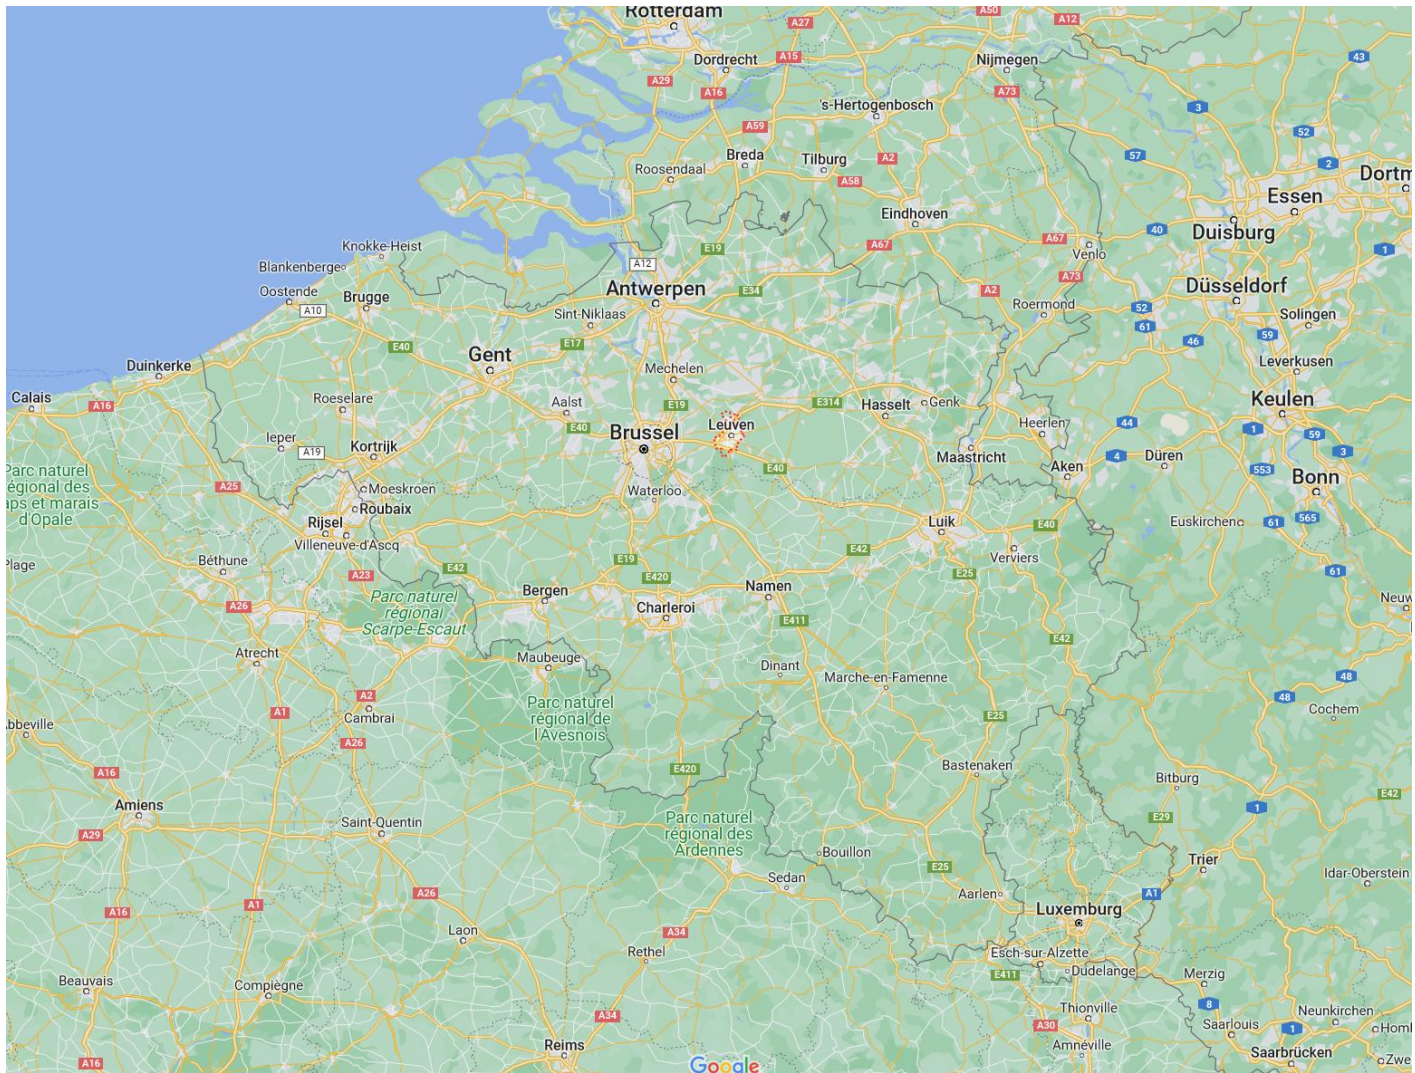 Rotterdam
A27
A50
A12
Dordrecht
A15
Nijmegen
43
A29
A16
A73
's-Hertogenbosch
3
A59
52
Breda
Tilburg
A2
57
2
Roosendaal
A58
Essen
Eindhoven
Duisburg
40
Knokke-Heist
E19
A67
A67
Venlo
1
Blankenberge
A12
A73
Oostende
Brugge
Antwerpen
E34
A2
Düsseldorf
A10
Sint-Niklaas
Roermond
52
Solingen
61
59
E40
Gent
E17
46
Duinkerke
Mechelen
Leverkusen
Calais
A16
Roeselare
Aalst
E19
E314
Hasselt
Genk
Keulen
Leuven
44
Heerlen
1
59
Ieper
A19
Kortrijk
E40
Brussel
3
Maastricht
4
Düren
Parc naturel
régional des
aps et marais
d'Opale
E40
Aken
553
Bonn
A25
Moeskroen
Waterloo
Roubaix
Rijsel
Luik
E40
Euskirchen
61
565
Villeneuve-d'Ascq
Plage
Béthune
E42
E19
E42
Verviers
A23
E420
E25
61
A26
Parc naturel
régional
Scarpe-Escaut
Bergen
Charleroi
Namen
Neuw
E411
E42
Atrecht
Maubeuge
Dinant
Marche-en-Famenne
48
A2
48
Abbeville
A1
Cambrai
Parc naturel
régional de
l'Avesnois
E25
Cochem
A26
A16
E420
Bastenaken
Bitburg
Amiens
E42
1
Saint-Quentin
Parc naturel
régional des
Ardennes
E29
A29
Bouillon
Trier
E25
Sedan
Idar-Oberstein
A26
Aarlen
A1
A16
A1
Luxemburg
Laon
A34
Rethel
Esch-sur-Alzette
E411
Dudelange
Beauvais
Compiègne
Merzig
Thionville
8
Neunkirchen
A34
A30
Saarlouis
1
Reims
Amnéville
Saarbrücken
A16
Google